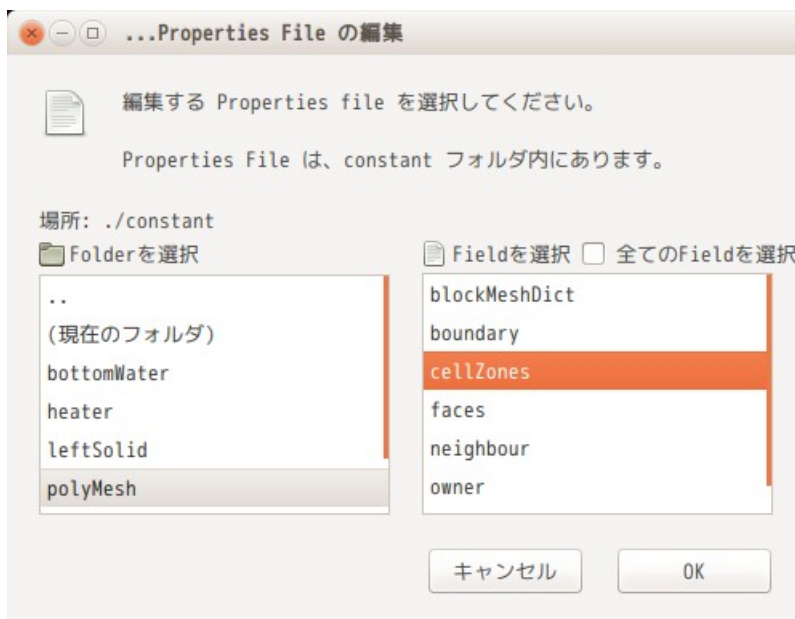 ...Properties File の編集
編集する Properties file を選択してください。
Properties File は、constant フォルダ内にあります。
場所: ./constant
Folderを選択
..
(現在のフォルダ)
bottomWater
heater
leftSolid
polyMesh
Fieldを選択 全てのFieldを選択
blockMeshDict
boundary
cellZones
faces
neighbour
owner
キャンセル OK